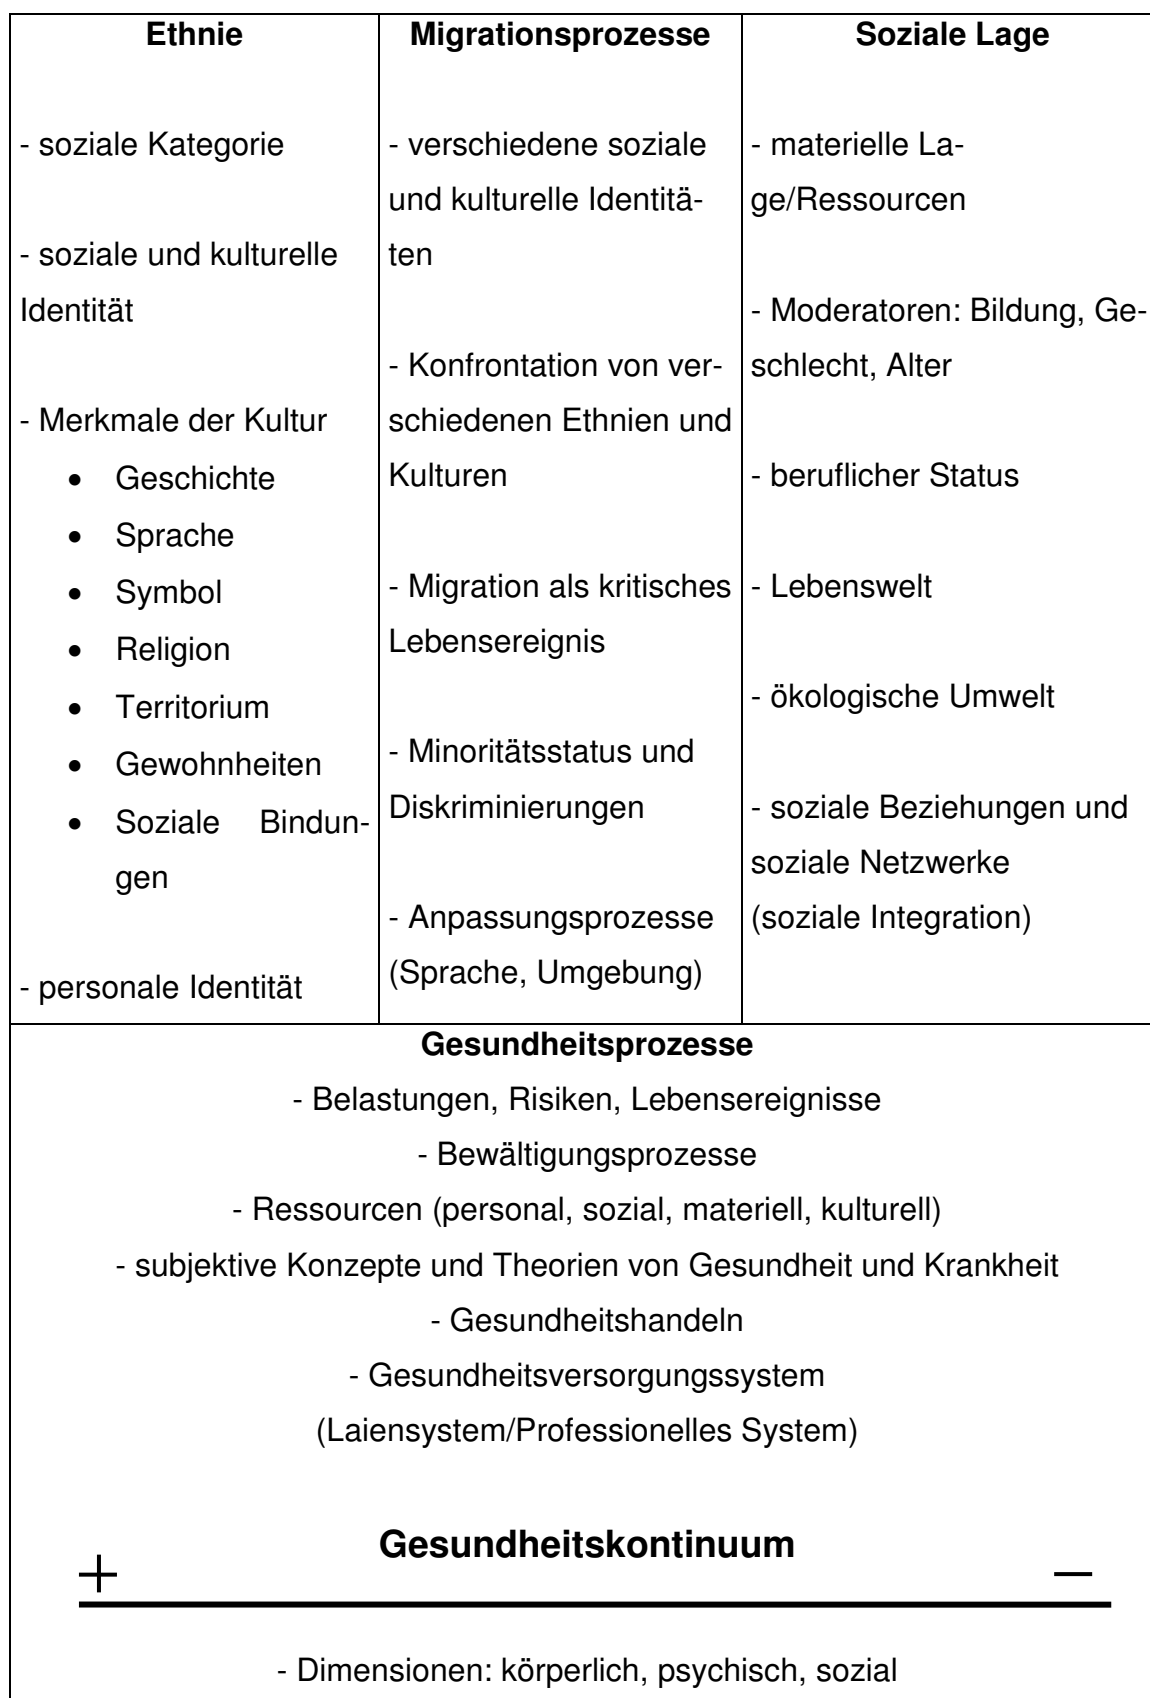 Ethnie
- soziale Kategorie
- soziale und kulturelle
Identität
- Merkmale der Kultur
• Geschichte
• Sprache
• Symbol
• Religion
• Territorium
• Gewohnheiten
• Soziale Bindun-
gen
- personale Identität
Migrationsprozesse
- verschiedene soziale
und kulturelle Identitä-
ten
- Konfrontation von ver-
schiedenen Ethnien und
Kulturen
- Migration als kritisches
Lebensereignis
- Minoritätsstatus und
Diskriminierungen
- Anpassungsprozesse
(Sprache, Umgebung)
Soziale Lage
- materielle La-
ge/Ressourcen
- Moderatoren: Bildung, Ge-
schlecht, Alter
- beruflicher Status
- Lebenswelt
- ökologische Umwelt
- soziale Beziehungen und
soziale Netzwerke
(soziale Integration)
Gesundheitsprozesse
- Belastungen, Risiken, Lebensereignisse
- Bewältigungsprozesse
- Ressourcen (personal, sozial, materiell, kulturell)
- subjektive Konzepte und Theorien von Gesundheit und Krankheit
- Gesundheitshandeln
- Gesundheitsversorgungssystem
(Laiensystem/Professionelles System)
Gesundheitskontinuum
+ –
- Dimensionen: körperlich, psychisch, sozial